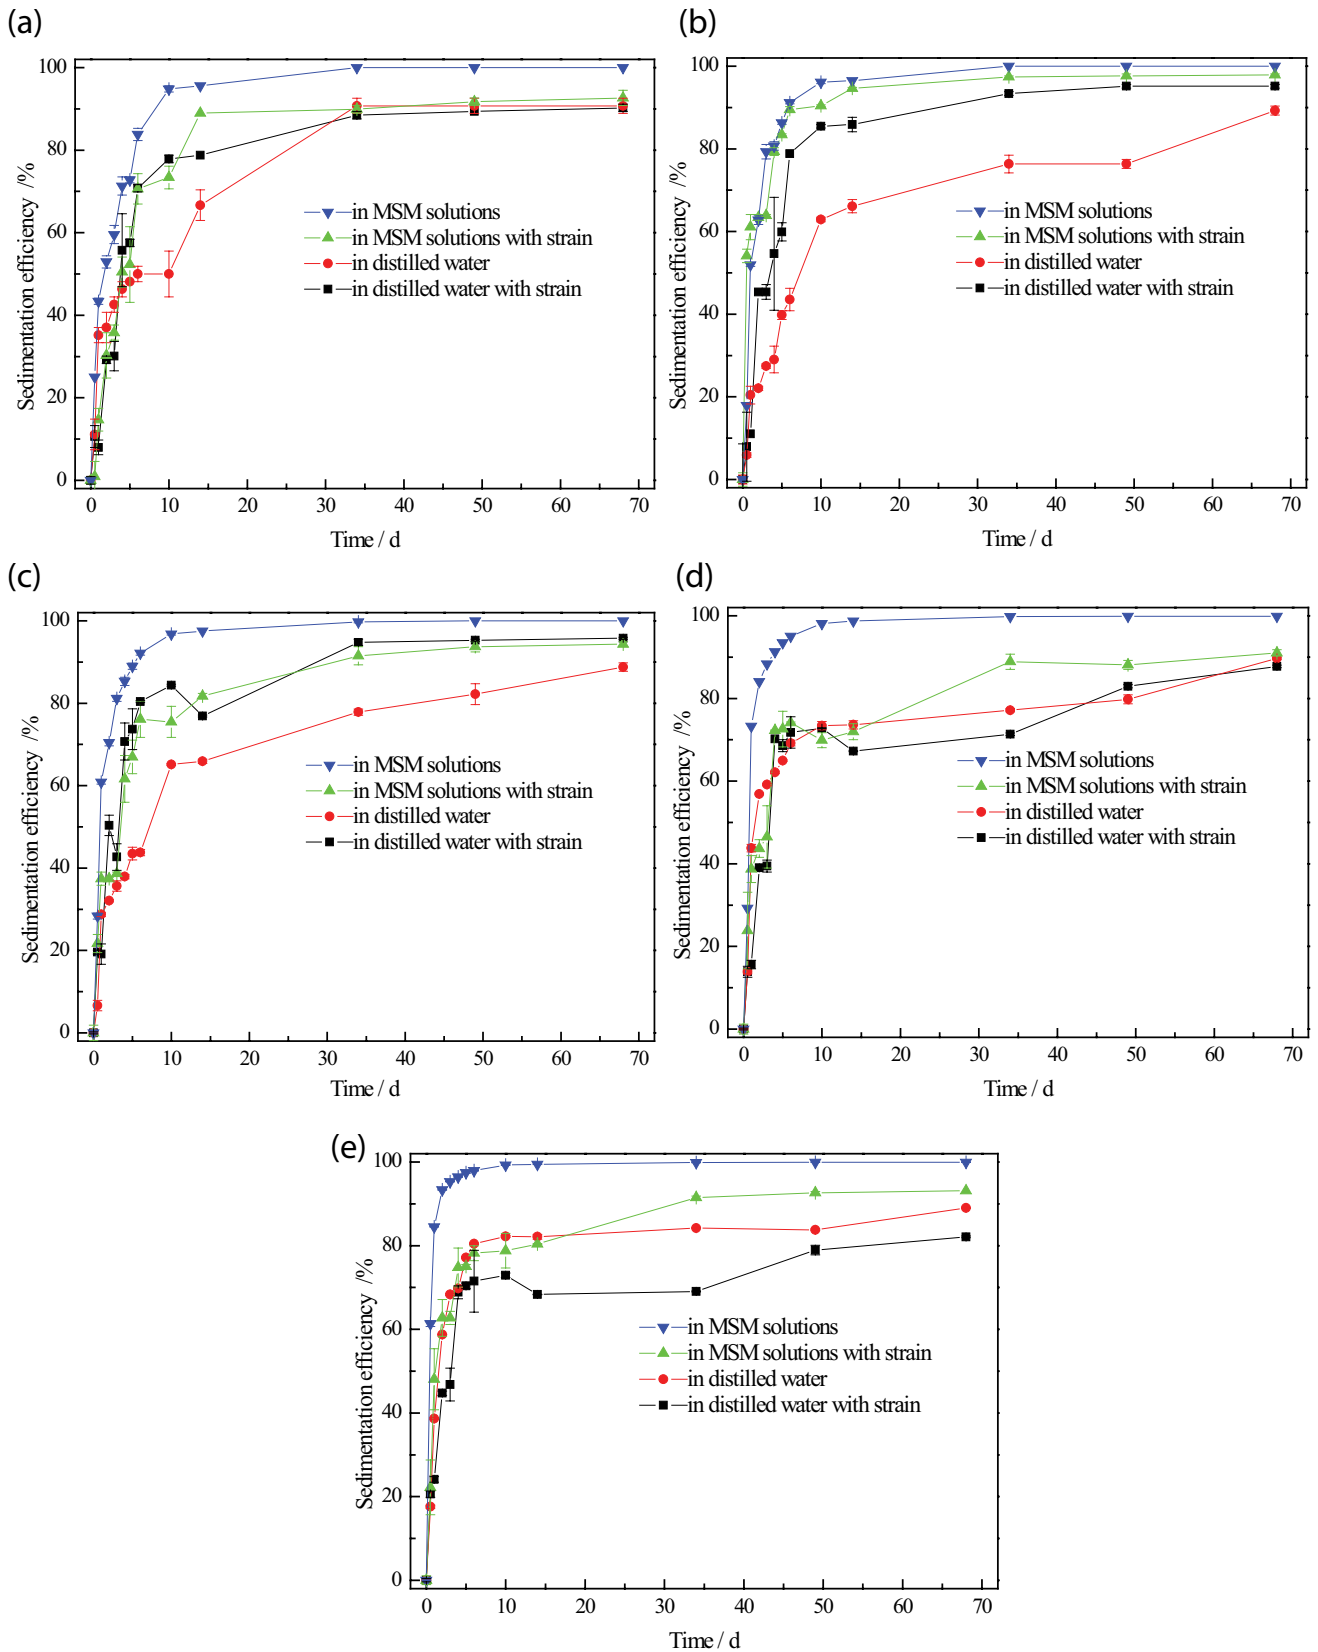 (a)
100
80
60
40
20
0
Sedimentation efficiency /%
in MSM solutions
in MSM solutions with strain
in distilled water
in distilled water with strain
0 10 20 30 40 50 60 70
Time / d
(b)
100
80
60
40
20
0
Sedimentation efficiency /%
in MSM solutions
in MSM solutions with strain
in distilled water
in distilled water with strain
0 10 20 30 40 50 60 70
Time / d
(c)
100
80
60
40
20
0
Sedimentation efficiency /%
in MSM solutions
in MSM solutions with strain
in distilled water
in distilled water with strain
0 10 20 30 40 50 60 70
Time / d
(d)
100
80
60
40
20
0
Sedimentation efficiency /%
in MSM solutions
in MSM solutions with strain
in distilled water
in distilled water with strain
0 10 20 30 40 50 60 70
Time / d
(e)
100
80
60
40
20
0
Sedimentation efficiency /%
in MSM solutions
in MSM solutions with strain
in distilled water
in distilled water with strain
0 10 20 30 40 50 60 70
Time / d